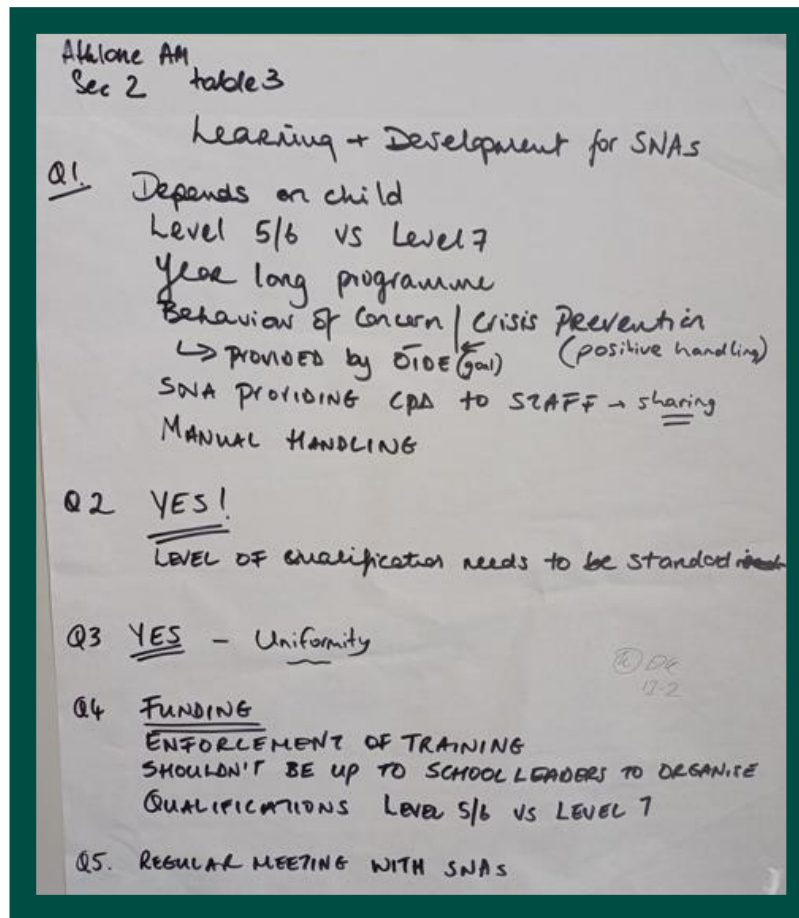 Athlone AM
Sec 2 table 3
Learning + Development for SNAs
Q1. Depends on child
Level 5/6 vs Level 7
Year long programme
Behaviour of Concern / Crisis Prevention
↳ PROVIDED by OIDE (goal) (positive handling)
SNA PROVIDING CPD to STAFF → sharing
MANUAL HANDLING
Q2 YES!
LEVEL OF qualification needs to be standard
Q3 YES - Uniformity
Q4 FUNDING
ENFORCEMENT OF TRAINING
SHOULDN'T BE UP TO SCHOOL LEADERS TO ORGANISE
QUALIFICATIONS LEVEL 5/6 VS LEVEL 7
Q5. REGULAR MEETING WITH SNAs